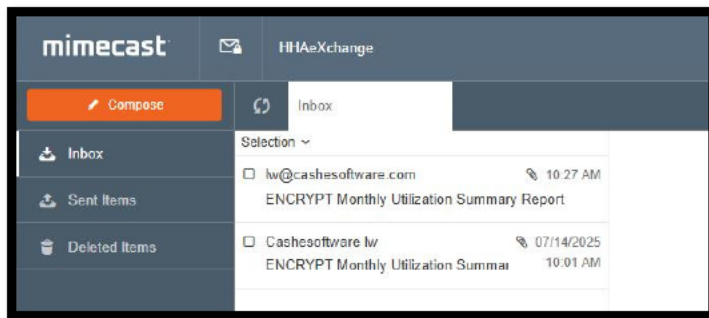 mimecast HHAeXchange
Compose Inbox
Inbox
Sent Items
Deleted Items
Selection
lw@cashesoftware.com 10:27 AM
ENCRYPT Monthly Utilization Summary Report
Cashesoftware lw 07/14/2025
ENCRYPT Monthly Utilization Summar 10:01 AM